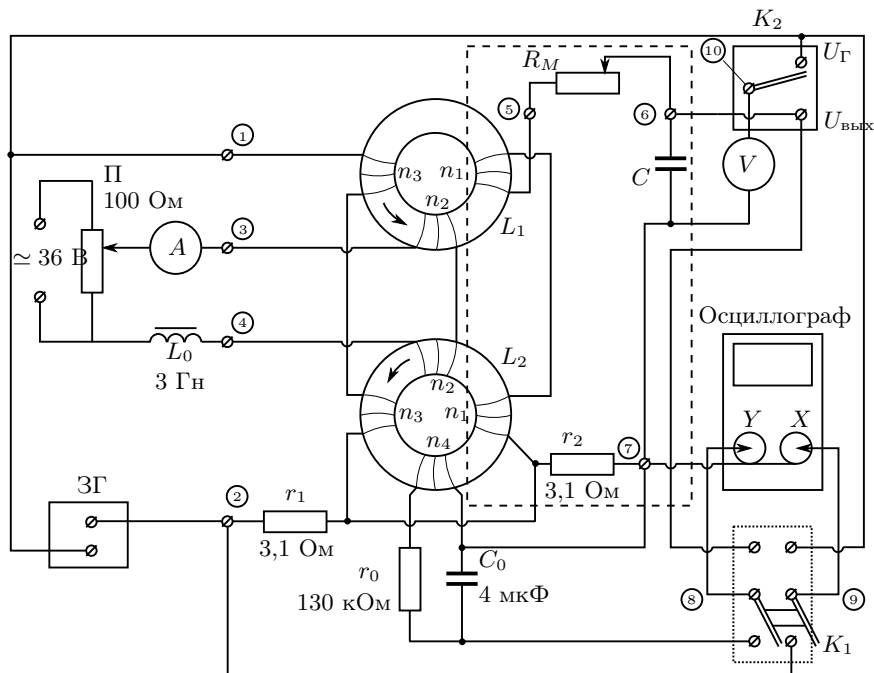 K₂
R_M
⑩
U_Г
①
⑤
⑥
U_вых
П
100 Ом
n₃
n₁
n₂
C
V
③
A
L₁
≃ 36 В
④
Осциллограф
L₀
3 Гн
L₂
n₂
n₃
n₁
n₄
Y
X
r₂
⑦
3,1 Ом
ЗГ
②
r₁
3,1 Ом
r₀
130 кОм
C₀
4 мкФ
⑧
⑨
K₁